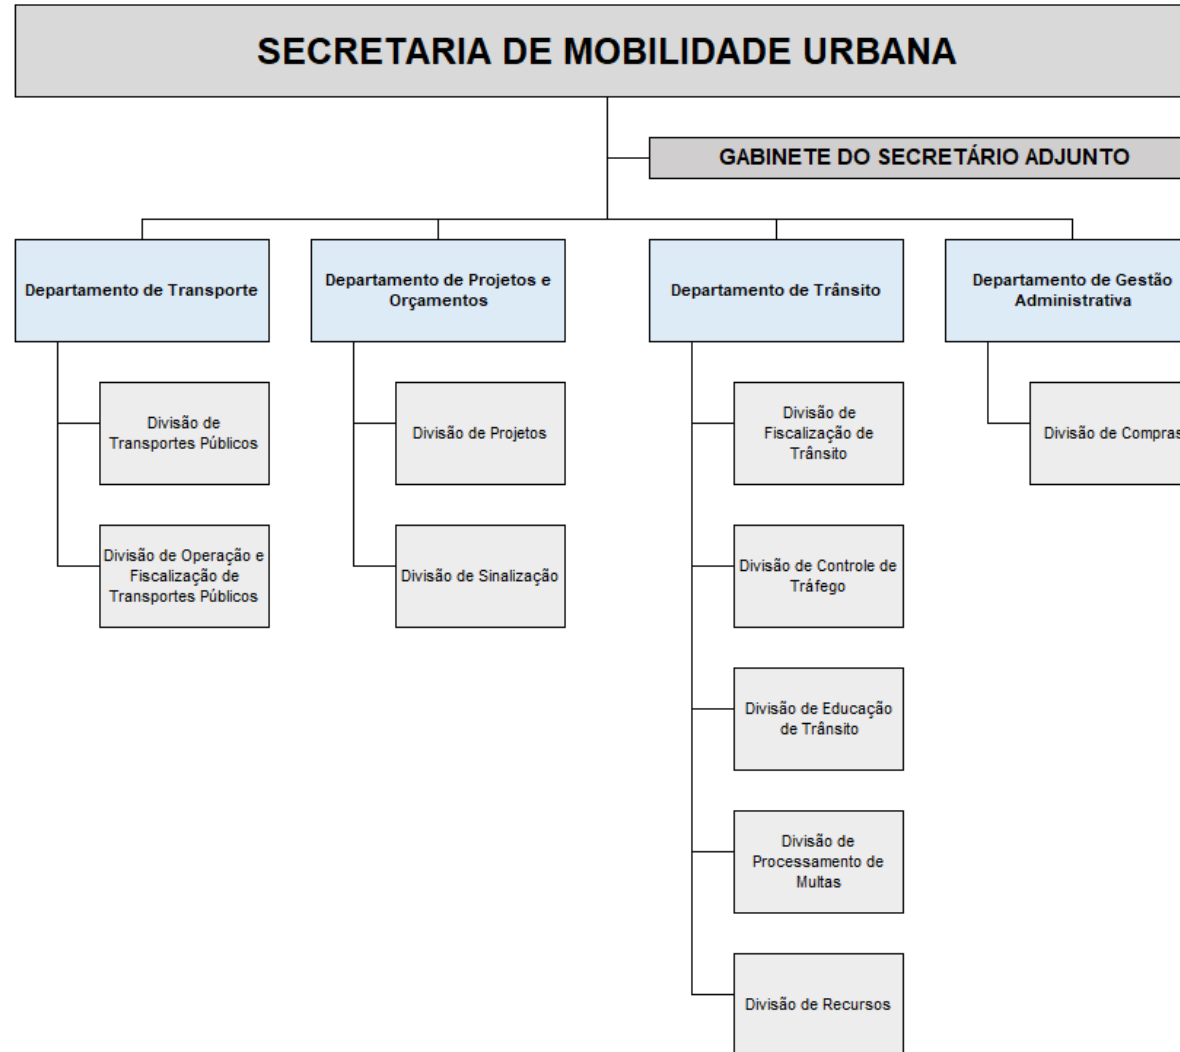 SECRETARIA DE MOBILIDADE URBANA
GABINETE DO SECRETÁRIO ADJUNTO
Departamento de Transporte
Departamento de Projetos e
Orçamentos
Departamento de Trânsito
Departamento de Gestão
Administrativa
Divisão de
Transportes Públicos
Divisão de Projetos
Divisão de
Fiscalização de
Trânsito
Divisão de Compras
Divisão de Operação e
Fiscalização de
Transportes Públicos
Divisão de Sinalização
Divisão de Controle de
Tráfego
Divisão de Educação
de Trânsito
Divisão de
Processamento de
Multas
Divisão de Recursos